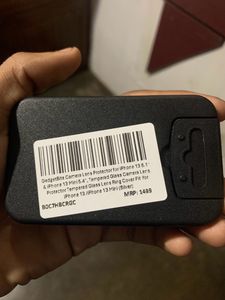 GadgetBite Camera Lens Protector for iPhone 13 6.1"
& iPhone 13 Mini 5.4", Tempered Glass Camera Lens
Protector Tempered Glass Lens Ring Cover Fit for
iPhone 13 /iPhone 13 Mini (Silver)
MRP: 1499
B0C7HBCRGC